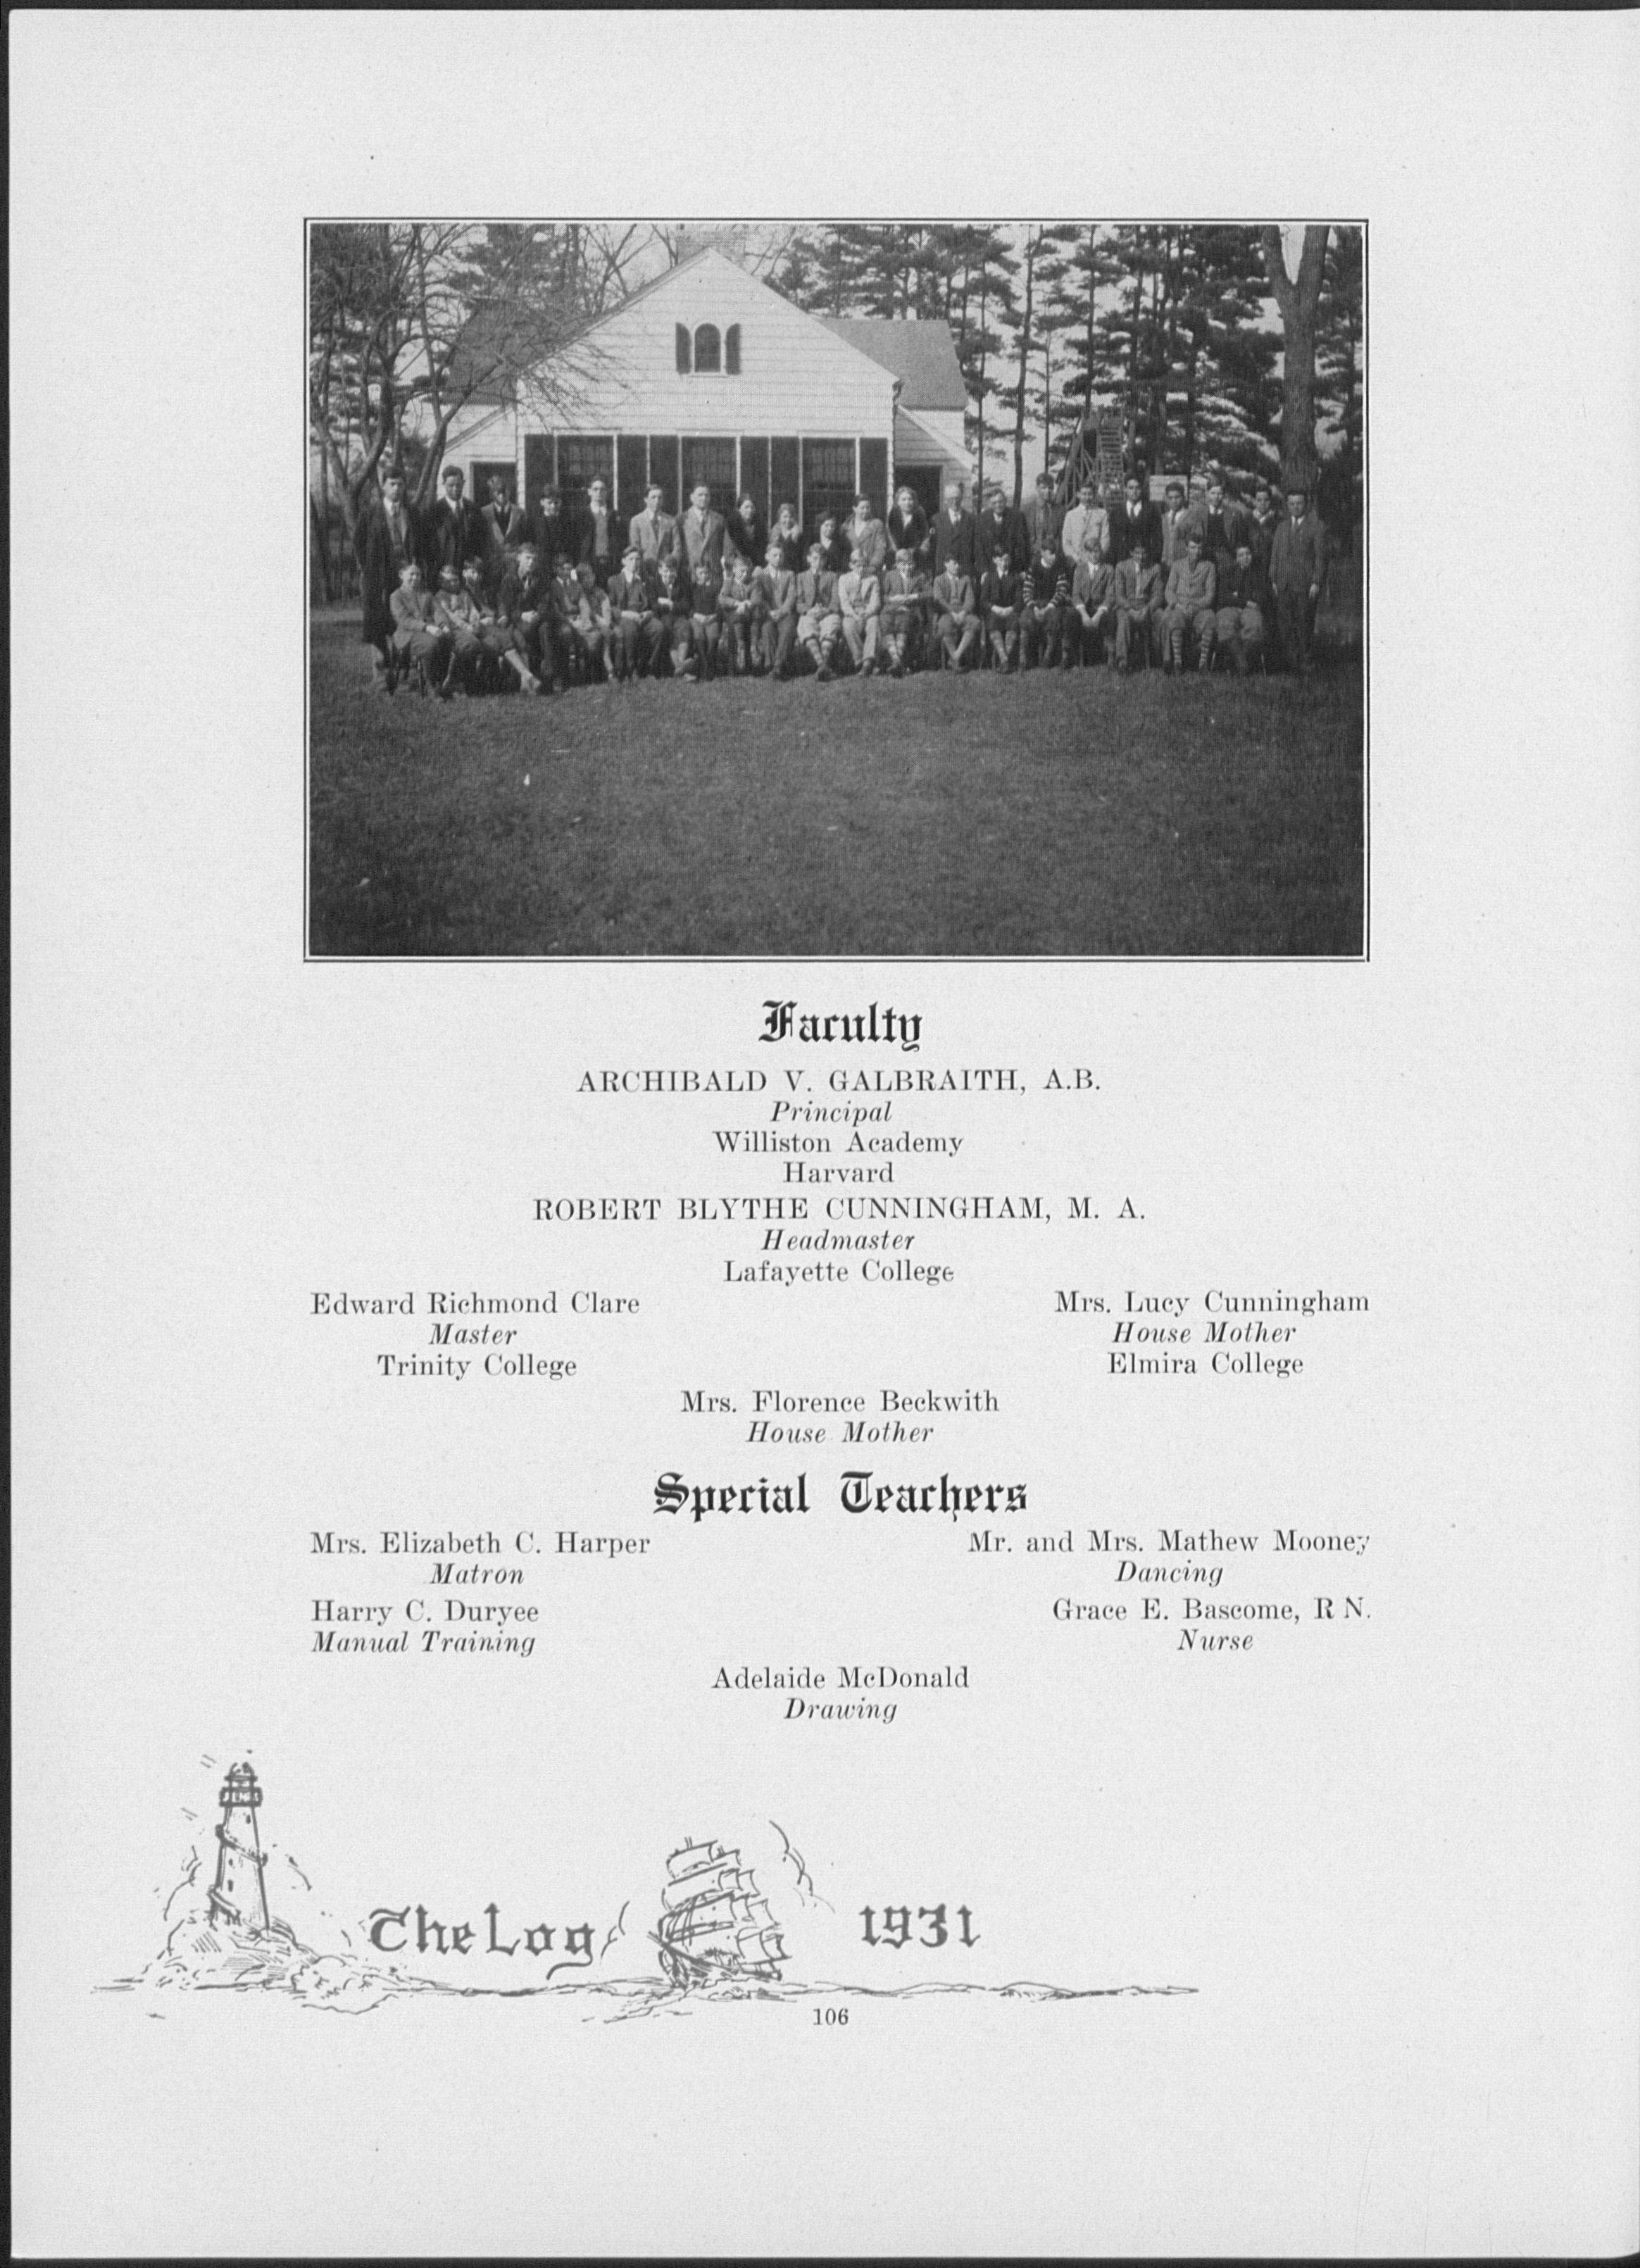 Faculty
ARCHIBALD V. GALBRAITH, A.B.
Principal
Williston Academy
Harvard
ROBERT BLYTHE CUNNINGHAM, M. A.
Headmaster
Lafayette College
Edward Richmond Clare
Master
Trinity College
Mrs. Lucy Cunningham
House Mother
Elmira College
Mrs. Florence Beckwith
House Mother
Special Teachers
Mrs. Elizabeth C. Harper
Matron
Mr. and Mrs. Mathew Mooney
Dancing
Harry C. Duryee
Manual Training
Grace E. Bascome, R N.
Nurse
Adelaide McDonald
Drawing
The Log 1931
106